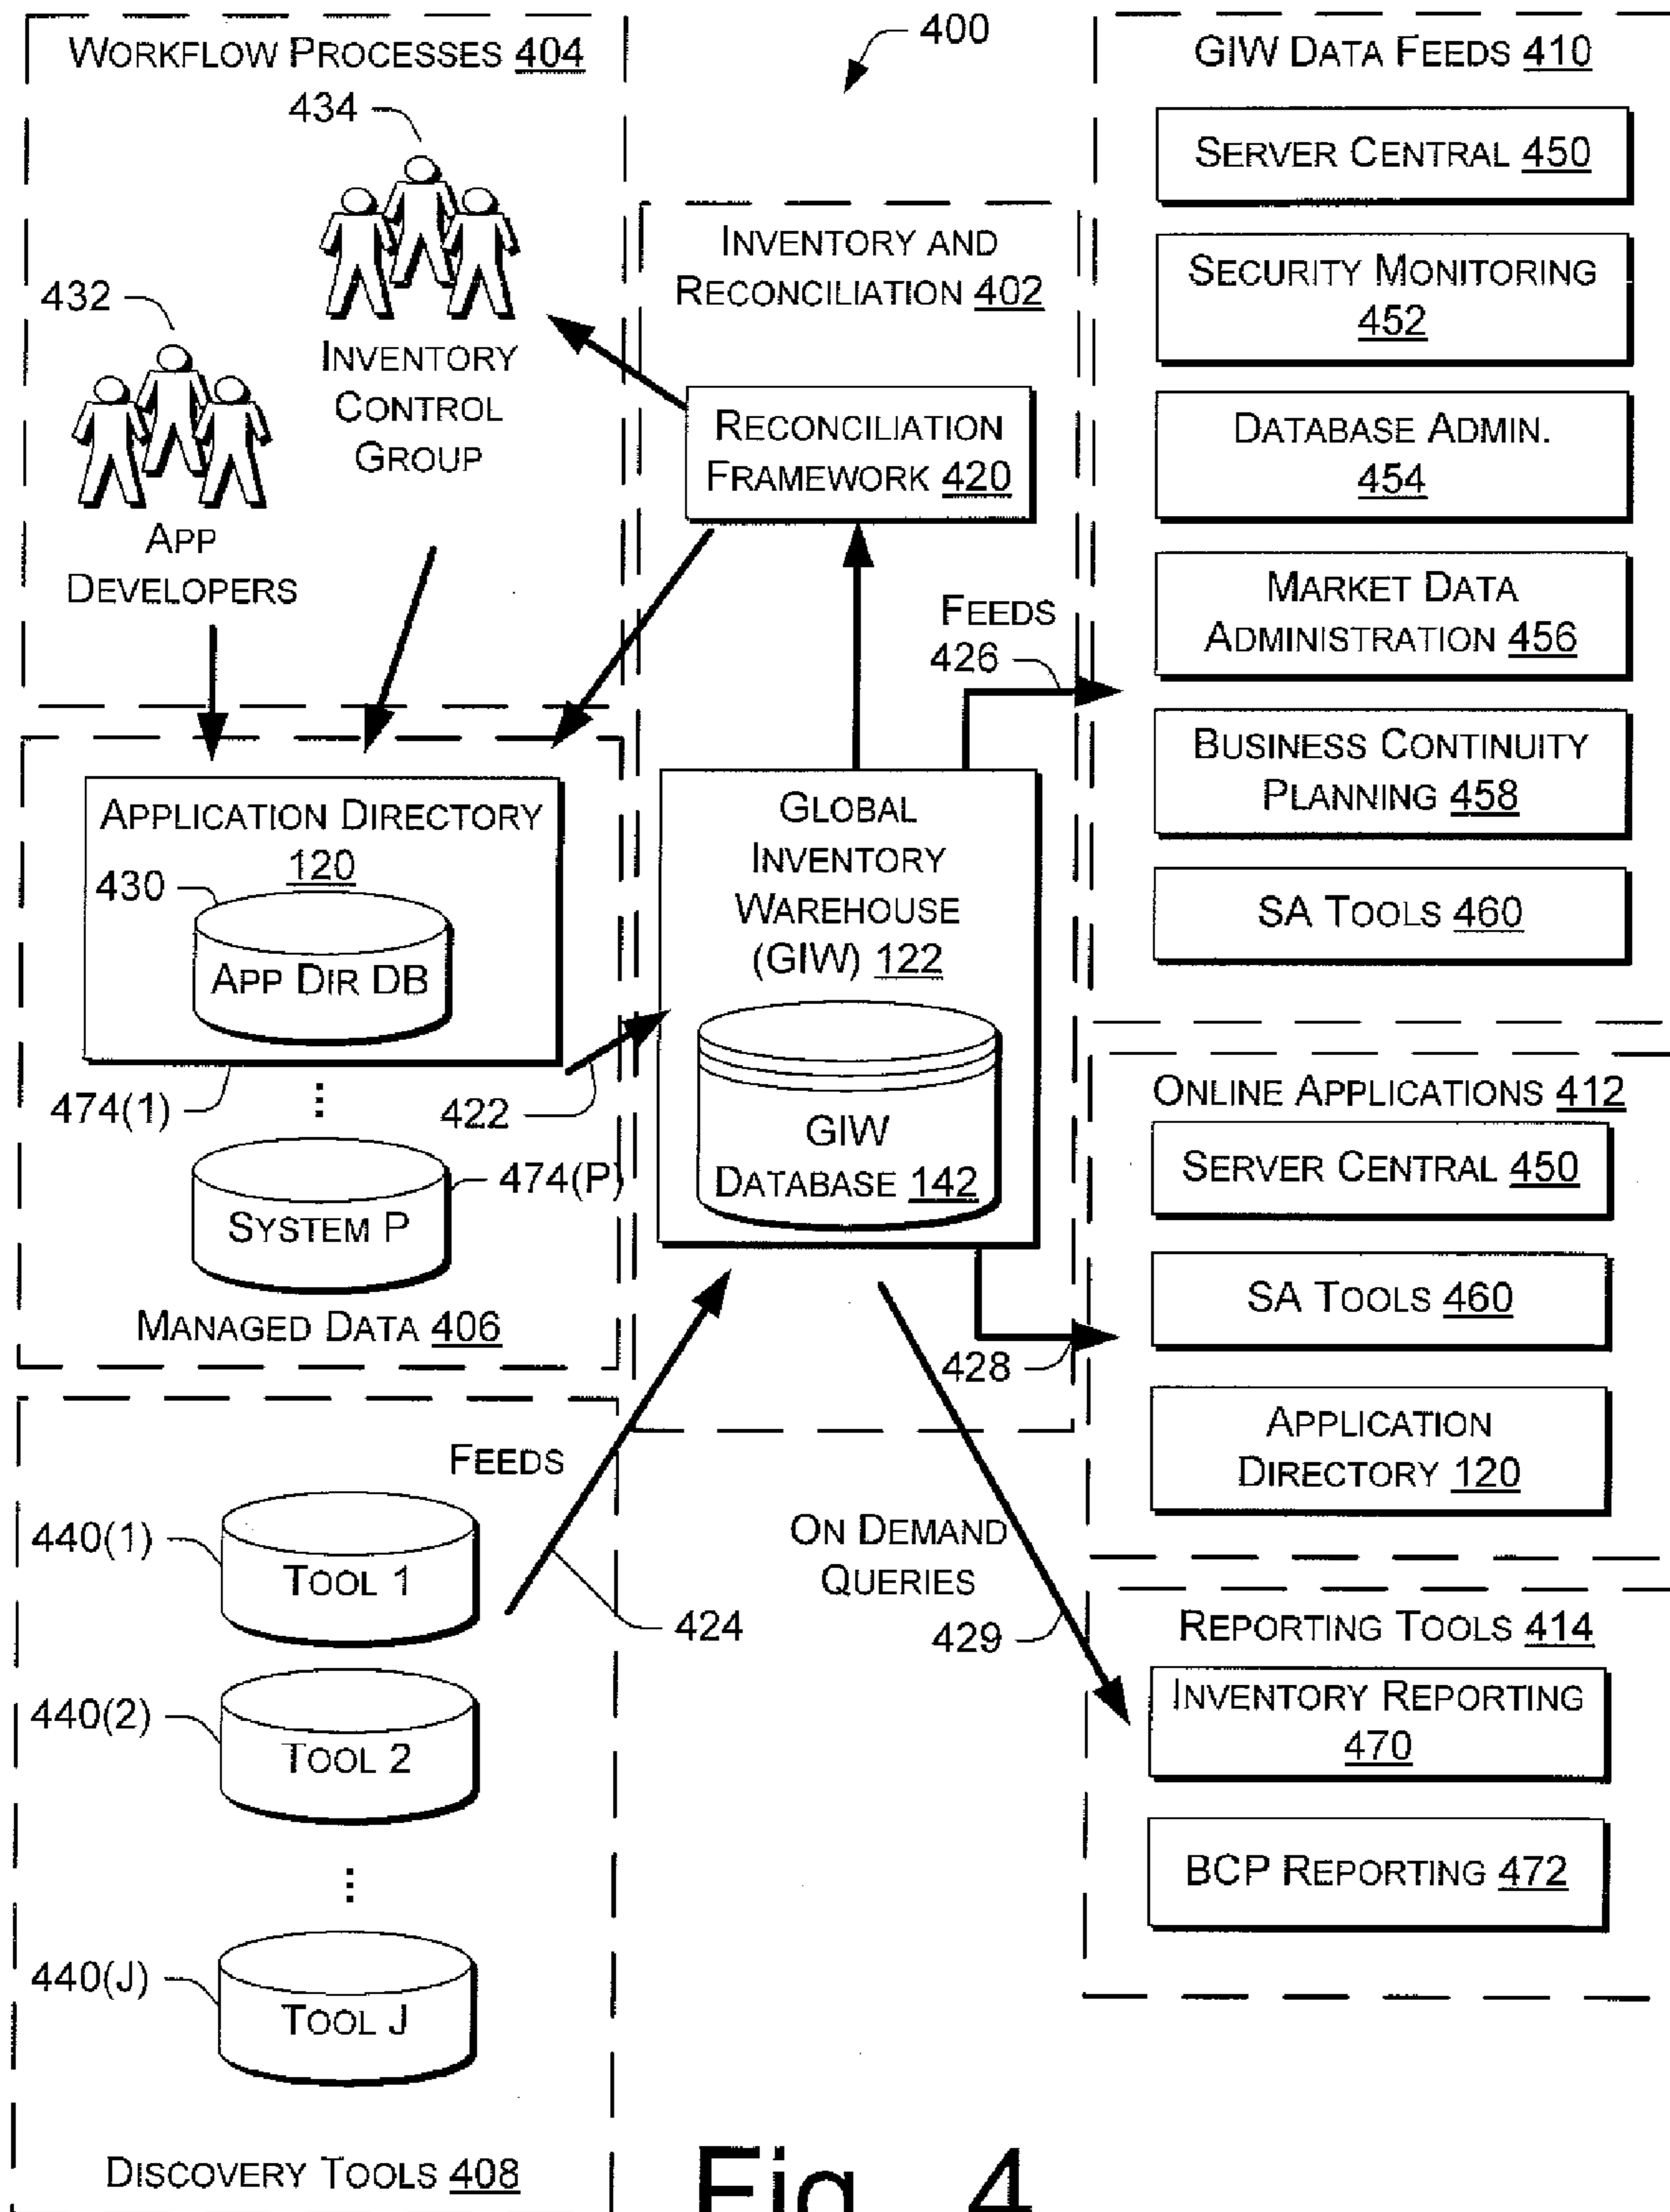 400
WORKFLOW PROCESSES 404
434
432
INVENTORY
CONTROL
GROUP
APP
DEVELOPERS
INVENTORY AND
RECONCILIATION 402
RECONCILIATION
FRAMEWORK 420
FEEDS
426
APPLICATION DIRECTORY
120
430
APP DIR DB
474(1)
⋮
422
474(P)
SYSTEM P
MANAGED DATA 406
GLOBAL
INVENTORY
WAREHOUSE
(GIW) 122
GIW
DATABASE 142
428
FEEDS
424
440(1)
TOOL 1
440(2)
TOOL 2
⋮
440(J)
TOOL J
DISCOVERY TOOLS 408
ON DEMAND
QUERIES
429
GIW DATA FEEDS 410
SERVER CENTRAL 450
SECURITY MONITORING
452
DATABASE ADMIN.
454
MARKET DATA
ADMINISTRATION 456
BUSINESS CONTINUITY
PLANNING 458
SA TOOLS 460
ONLINE APPLICATIONS 412
SERVER CENTRAL 450
SA TOOLS 460
APPLICATION
DIRECTORY 120
REPORTING TOOLS 414
INVENTORY REPORTING
470
BCP REPORTING 472
Fig. 4